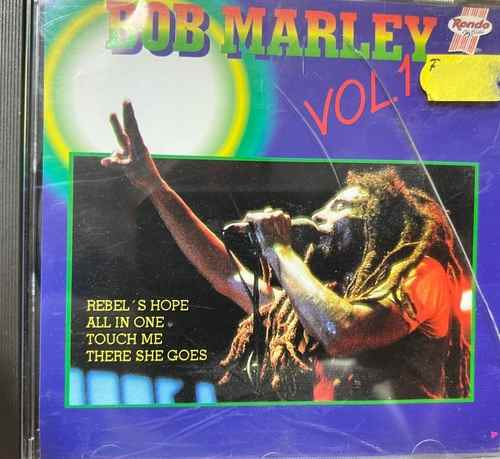 BOB MARLEY
VOL.1
Rondo
REBEL´S HOPE
ALL IN ONE
TOUCH ME
THERE SHE GOES